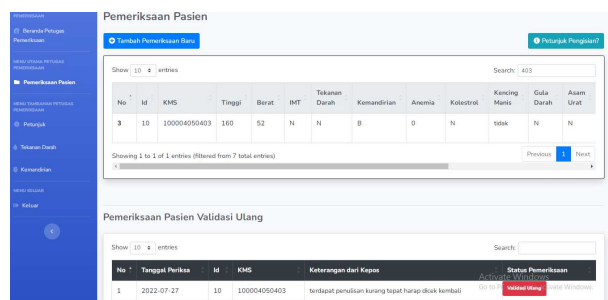 PEMERIKSAAN
Pemeriksaan Pasien
Beranda Petugas
Pemeriksaan
Tambah Pemeriksaan Baru
Petunjuk Pengisian?
MENU UTAMA PETUGAS
PEMERIKSAAN
Pemeriksaan Pasien
MENU TAMBAHAN PETUGAS
PEMERIKSAAN
Petunjuk
Tekanan Darah
Kemandirian
MENU KELUAR
Keluar
Show 10 entries
Search: 403
No Id KMS Tinggi Berat IMT Tekanan Darah Kemandirian Anemia Kolestrol Kencing Manis Gula Darah Asam Urat
3 10 100004050403 160 52 N N B 0 N tidak N N
Showing 1 to 1 of 1 entries (filtered from 7 total entries)
Previous 1 Next
Pemeriksaan Pasien Validasi Ulang
Show 10 entries
Search:
No Tanggal Periksa Id KMS Keterangan dari Kepos Status Pemeriksaan
1 2022-07-27 10 100004050403 terdapat penulisan kurang tepat harap dicek kembali Validasi Ulang
Activate Windows